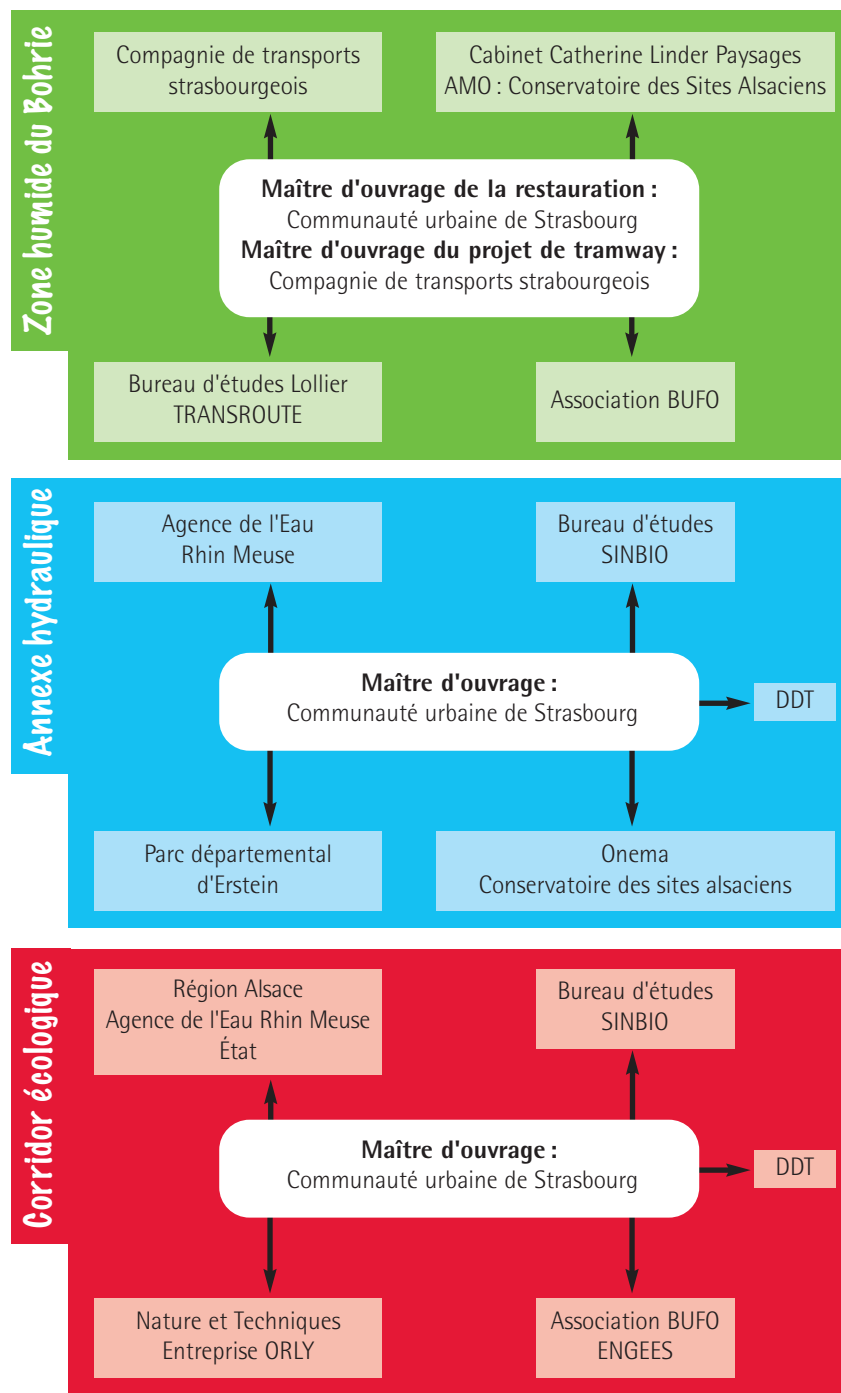 Zone humide du Bohrie
Compagnie de transports
strasbourgeois
Cabinet Catherine Linder Paysages
AMO : Conservatoire des Sites Alsaciens
Maître d'ouvrage de la restauration :
Communauté urbaine de Strasbourg
Maître d'ouvrage du projet de tramway :
Compagnie de transports strabourgeois
Bureau d'études Lollier
TRANSROUTE
Association BUFO
Annexe hydraulique
Agence de l'Eau
Rhin Meuse
Bureau d'études
SINBIO
Maître d'ouvrage :
Communauté urbaine de Strasbourg
DDT
Parc départemental
d'Erstein
Onema
Conservatoire des sites alsaciens
Corridor écologique
Région Alsace
Agence de l'Eau Rhin Meuse
État
Bureau d'études
SINBIO
Maître d'ouvrage :
Communauté urbaine de Strasbourg
DDT
Nature et Techniques
Entreprise ORLY
Association BUFO
ENGEES